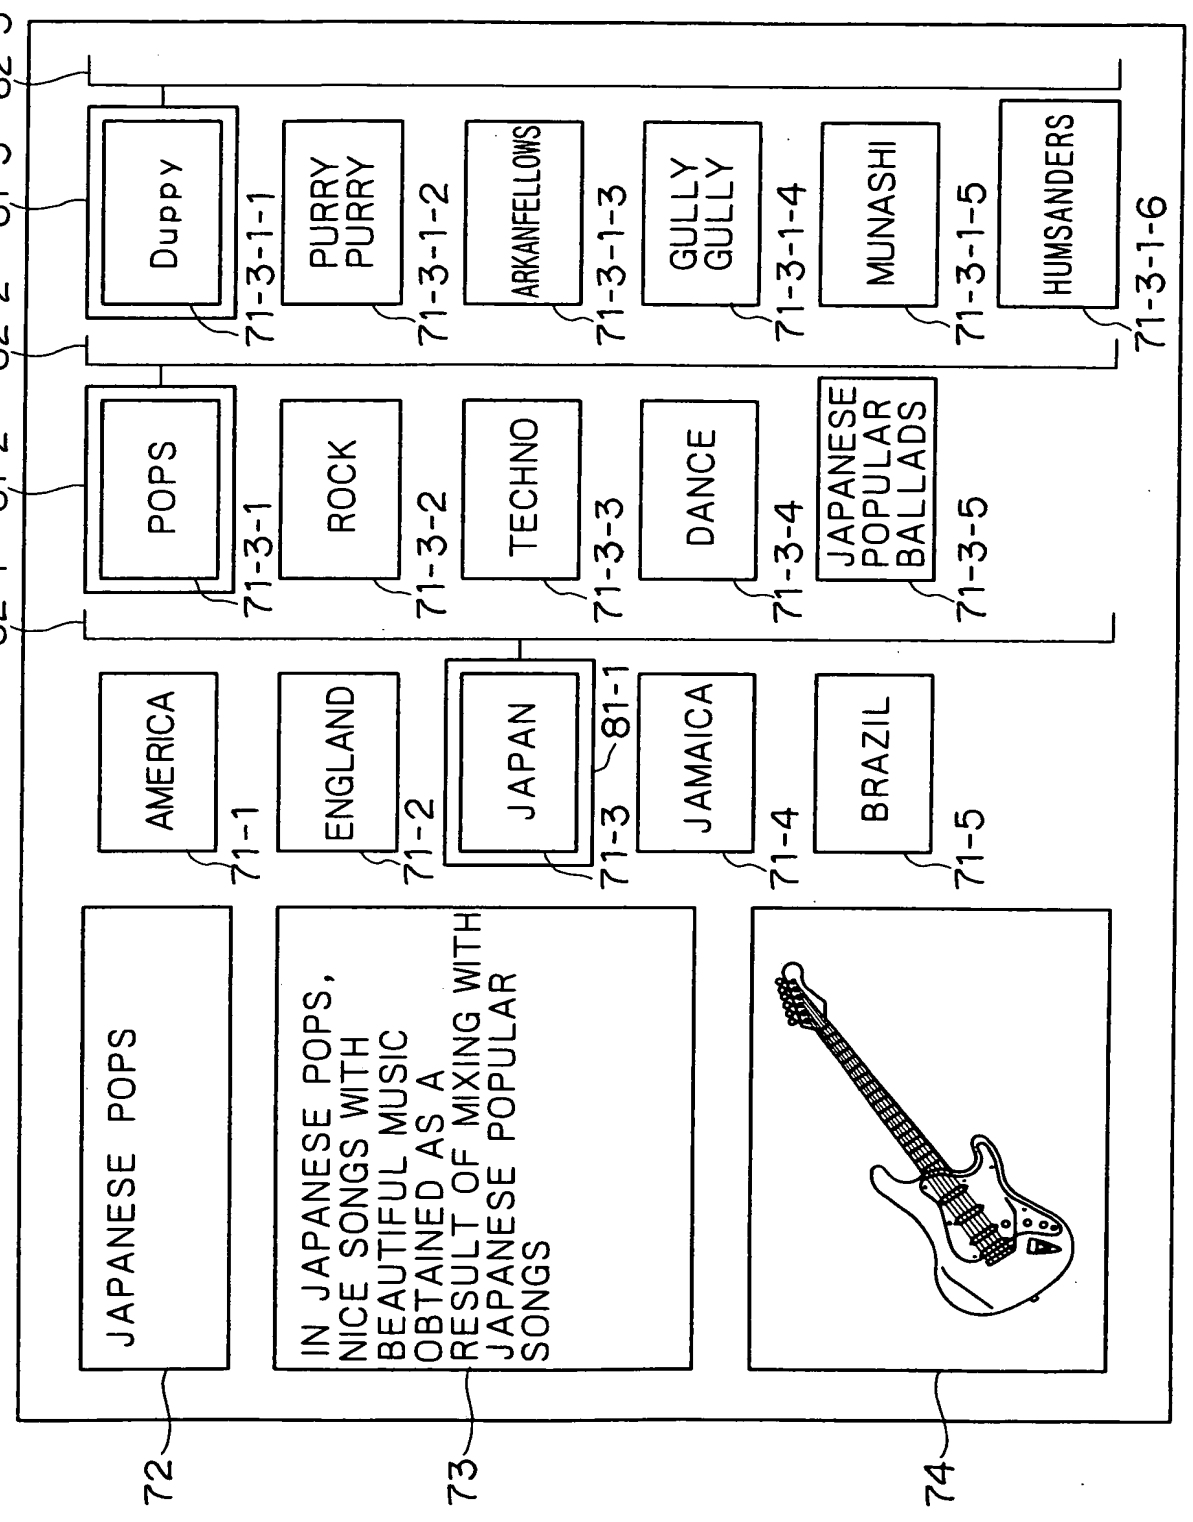 72
JAPANESE POPS
73
IN JAPANESE POPS,
NICE SONGS WITH
BEAUTIFUL MUSIC
OBTAINED AS A
RESULT OF MIXING WITH
JAPANESE POPULAR
SONGS
74
AMERICA
71-1
ENGLAND
71-2
JAPAN
71-3
81-1
JAMAICA
71-4
BRAZIL
71-5
POPS
71-3-1
ROCK
71-3-2
TECHNO
71-3-3
DANCE
71-3-4
JAPANESE
POPULAR
BALLADS
71-3-5
Duppy
71-3-1-1
PURRY
PURRY
71-3-1-2
ARKANFELLOWS
71-3-1-3
GULLY
GULLY
71-3-1-4
MUNASHI
71-3-1-5
HUMSANDERS
71-3-1-6